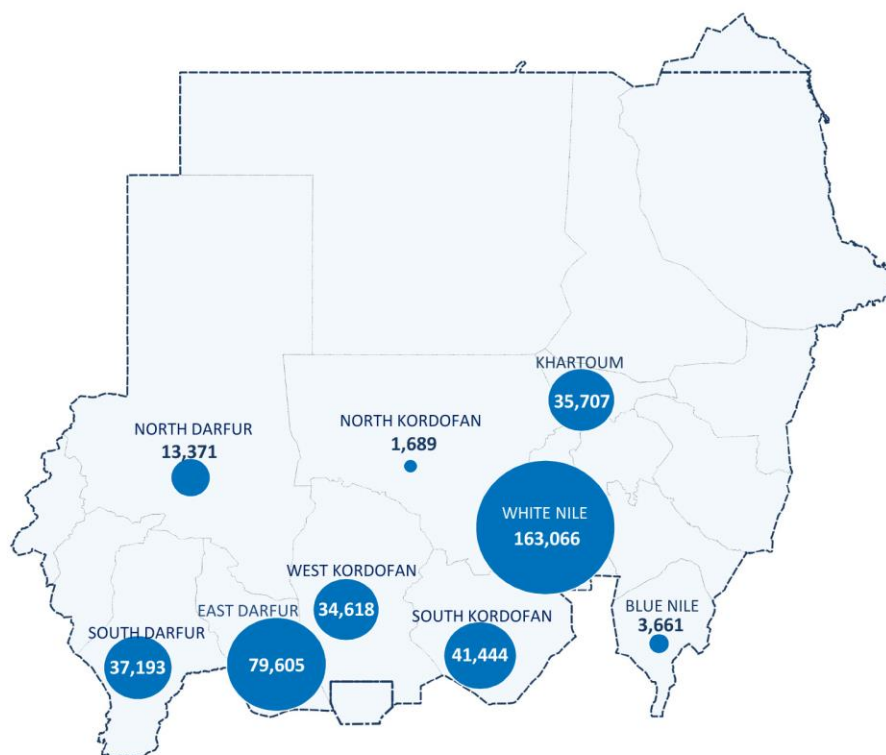 KHARTOUM
35,707
NORTH DARFUR
13,371
NORTH KORDOFAN
1,689
WHITE NILE
163,066
WEST KORDOFAN
34,618
EAST DARFUR
79,605
SOUTH KORDOFAN
41,444
BLUE NILE
3,661
SOUTH DARFUR
37,193